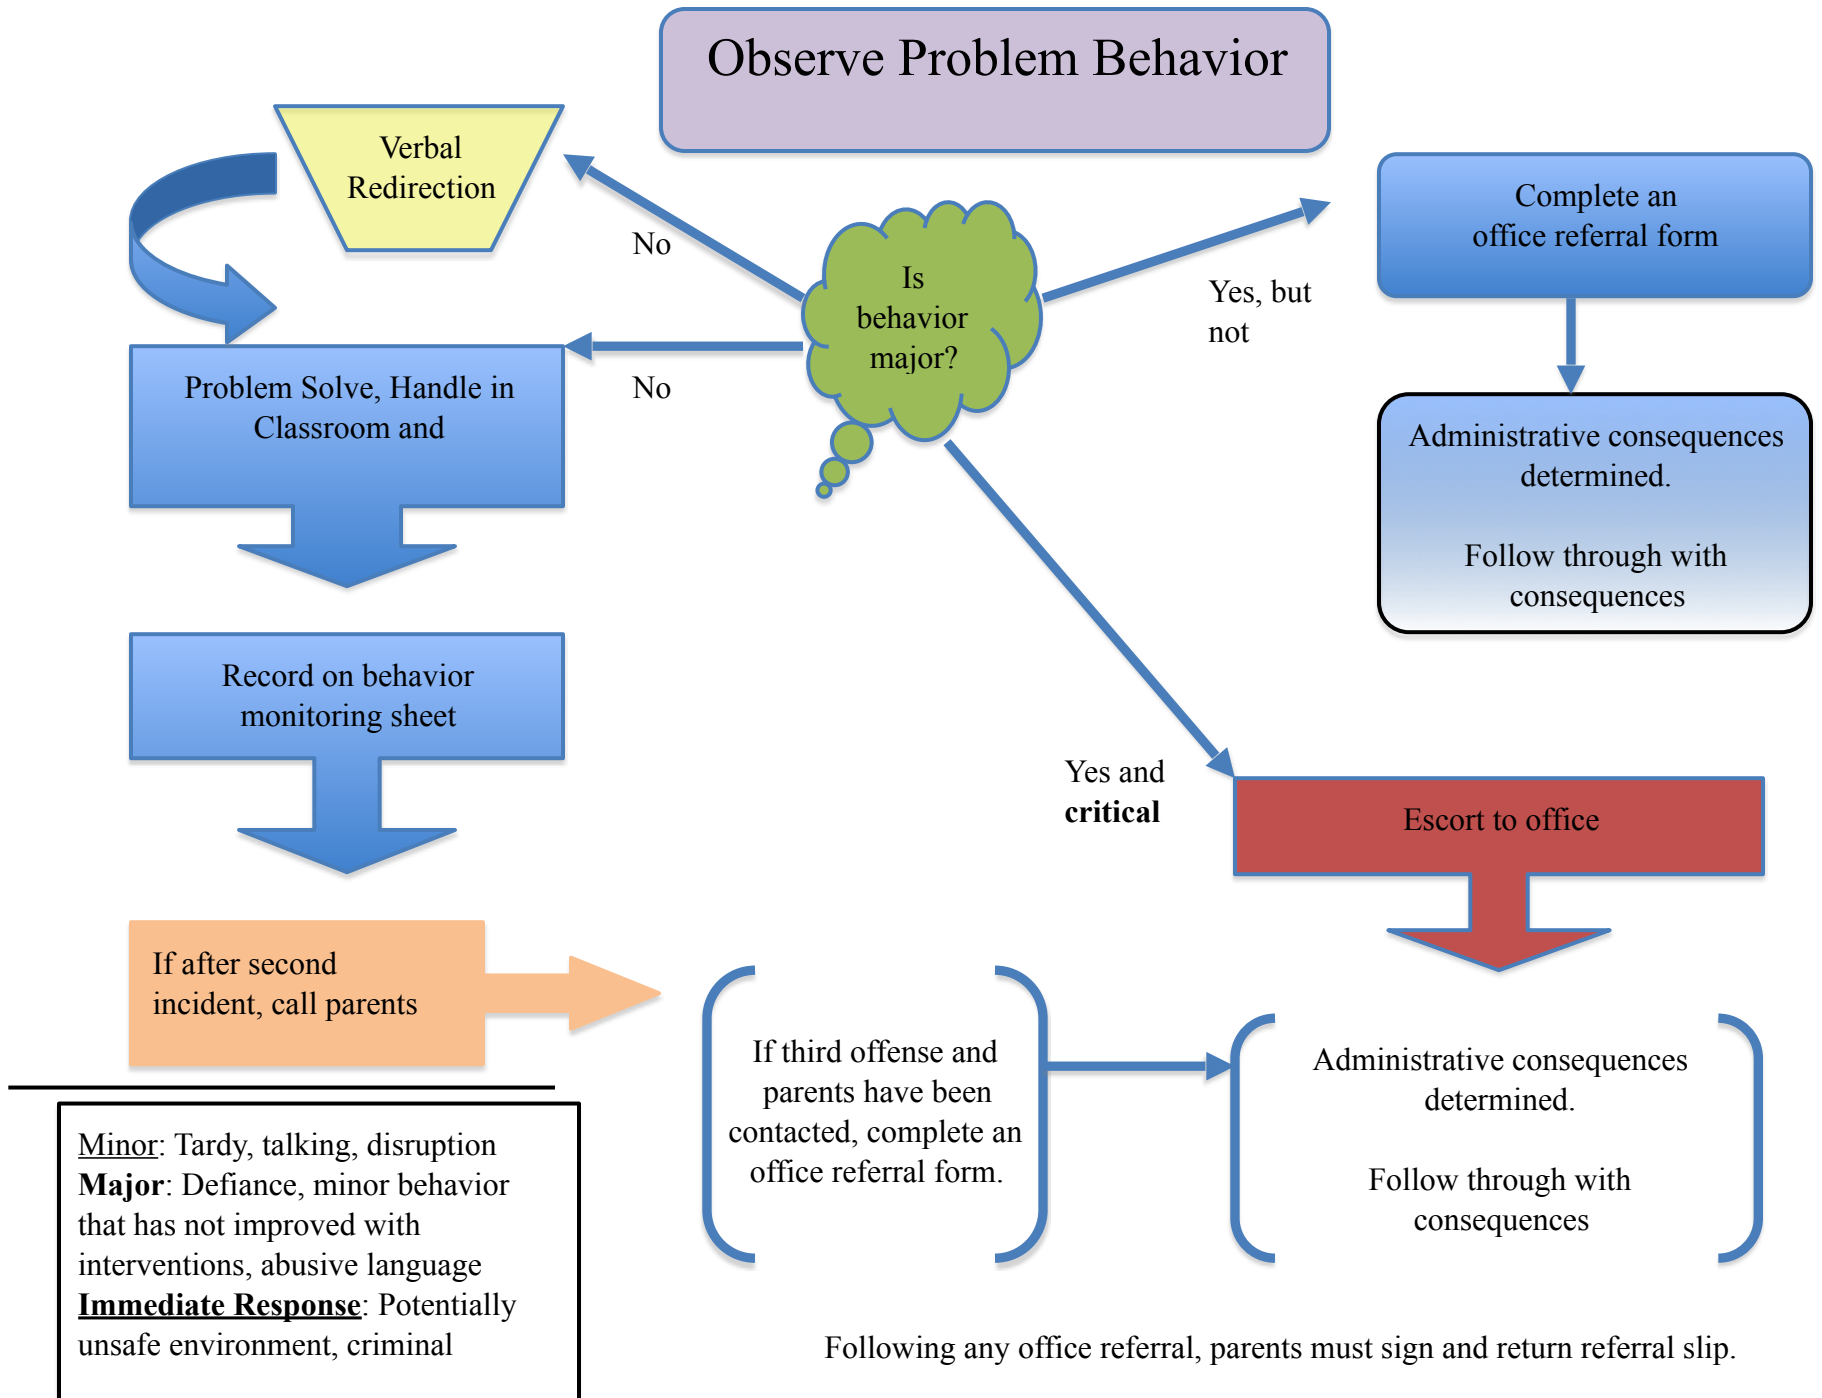 Observe Problem Behavior
Verbal
Redirection
No
Is
behavior
major?
Yes, but
not
Complete an
office referral form
No
Problem Solve, Handle in
Classroom and
Administrative consequences
determined.
Follow through with
consequences
Record on behavior
monitoring sheet
Yes and
critical
Escort to office
If after second
incident, call parents
If third offense and
parents have been
contacted, complete an
office referral form.
Administrative consequences
determined.
Follow through with
consequences
Minor: Tardy, talking, disruption
Major: Defiance, minor behavior
that has not improved with
interventions, abusive language
Immediate Response: Potentially
unsafe environment, criminal
Following any office referral, parents must sign and return referral slip.